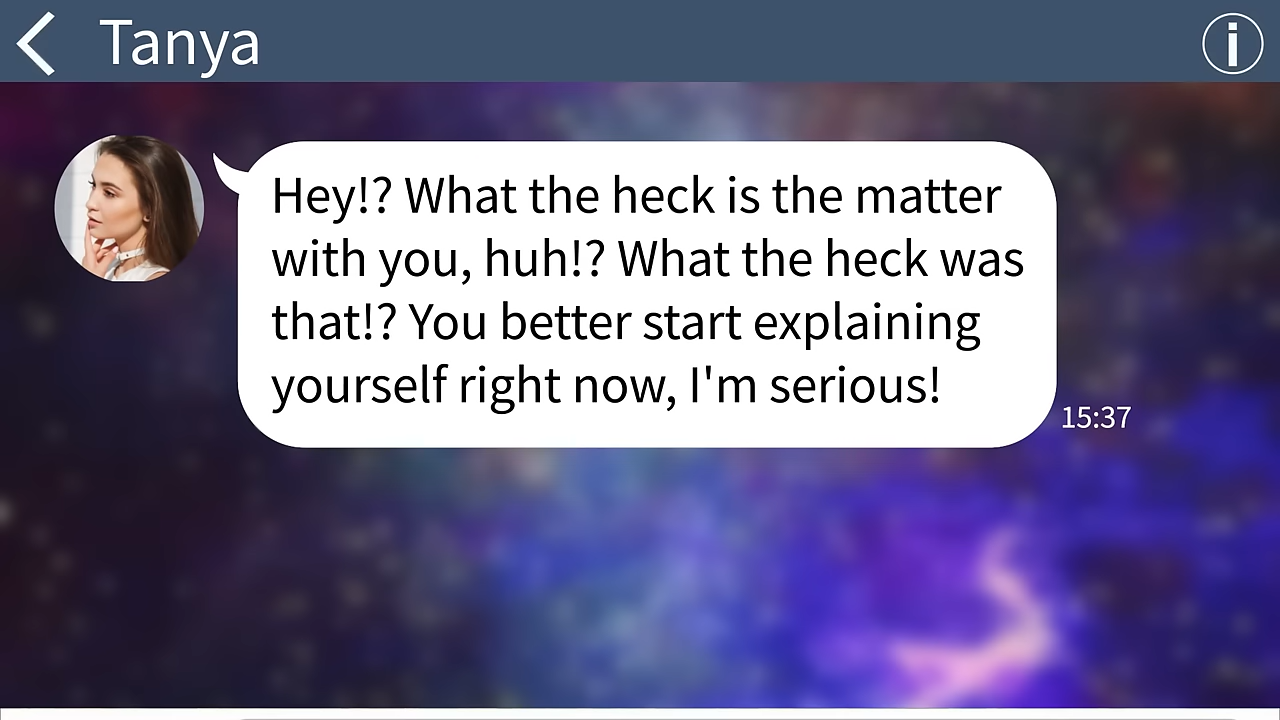 Tanya
Hey!? What the heck is the matter
with you, huh!? What the heck was
that!? You better start explaining
yourself right now, I'm serious!
15:37